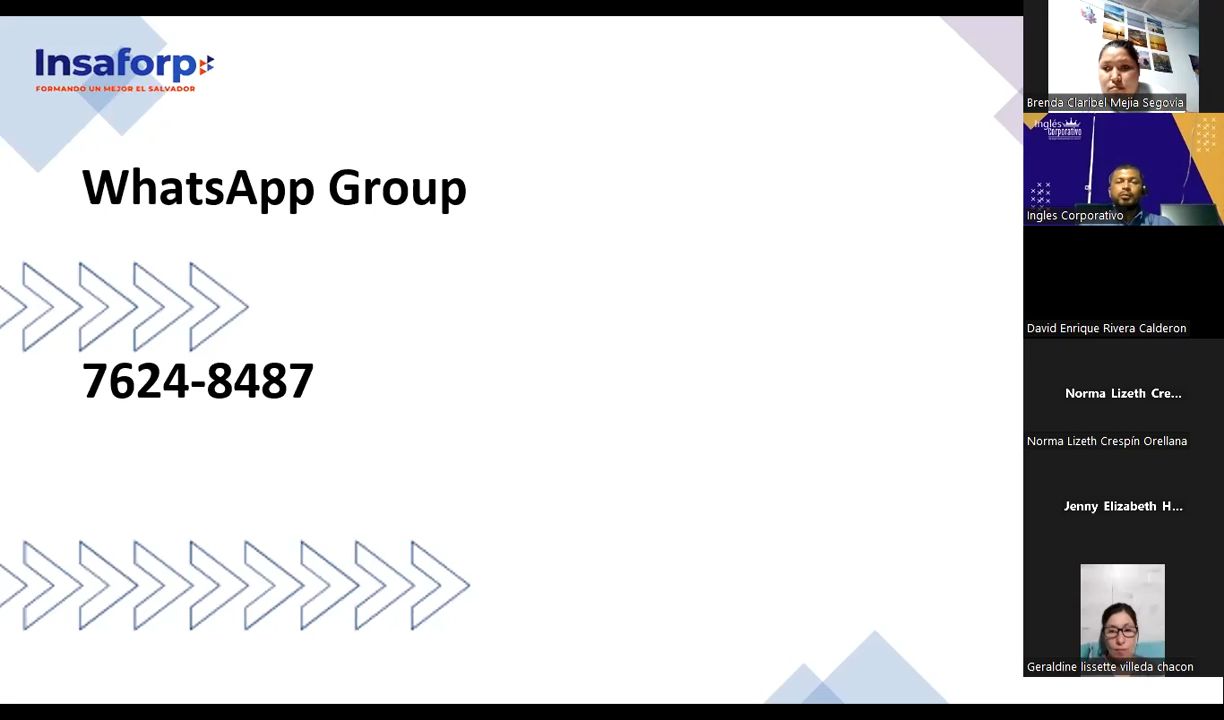 Insaforp
FORMANDO UN MEJOR EL SALVADOR
WhatsApp Group
7624-8487
Brenda Claribel Mejia Segovia
Inglés
Corporativo
Ingles Corporativo
David Enrique Rivera Calderon
Norma Lizeth Cre...
Norma Lizeth Crespín Orellana
Jenny Elizabeth H...
Geraldine lissette villeda chacon